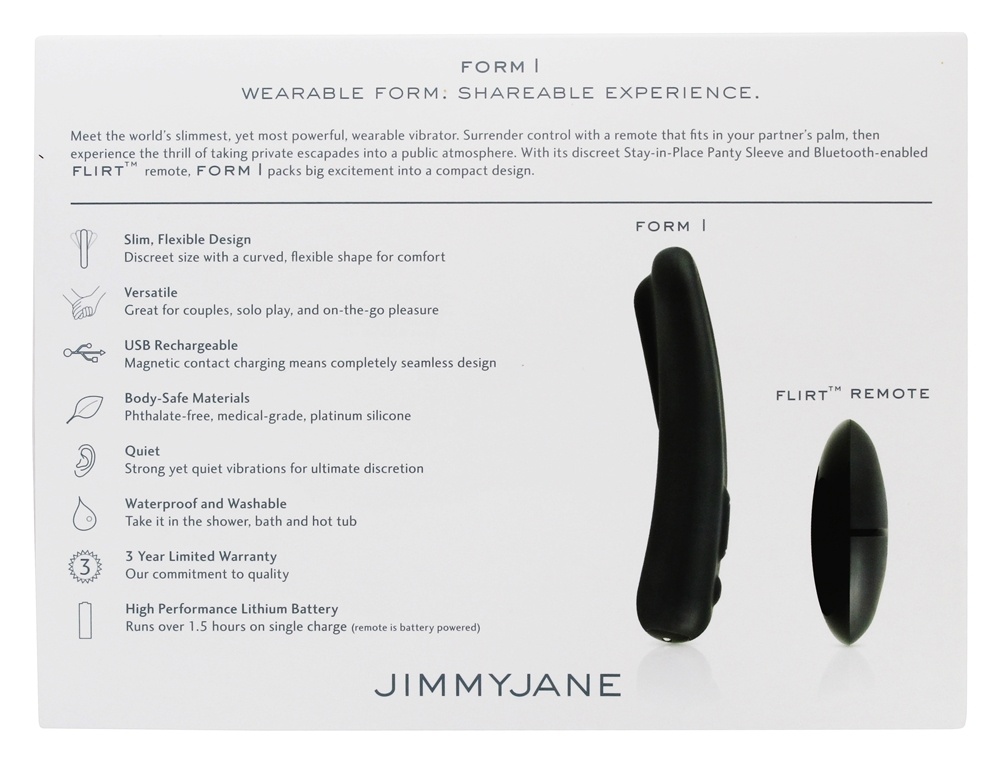 FORM 1
WEARABLE FORM: SHAREABLE EXPERIENCE.
Meet the world's slimmest, yet most powerful, wearable vibrator. Surrender control with a remote that fits in your partner's palm, then
experience the thrill of taking private escapades into a public atmosphere. With its discreet Stay-in-Place Panty Sleeve and Bluetooth-enabled
FLIRT™ remote, FORM 1 packs big excitement into a compact design.
Slim, Flexible Design
Discreet size with a curved, flexible shape for comfort
Versatile
Great for couples, solo play, and on-the-go pleasure
USB Rechargeable
Magnetic contact charging means completely seamless design
Body-Safe Materials
Phthalate-free, medical-grade, platinum silicone
Quiet
Strong yet quiet vibrations for ultimate discretion
Waterproof and Washable
Take it in the shower, bath and hot tub
3
3 Year Limited Warranty
Our commitment to quality
High Performance Lithium Battery
Runs over 1.5 hours on single charge (remote is battery powered)
FORM 1
FLIRT™ REMOTE
JIMMYJANE